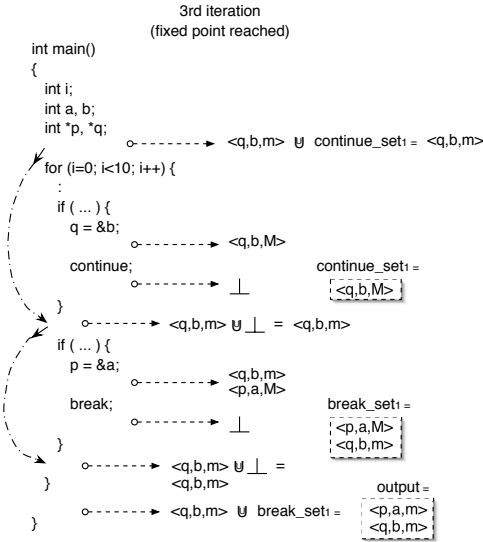 3rd iteration
(fixed point reached)
int main()
{
int i;
int a, b;
int *p, *q;
<q,b,m> ⊎ continue_set1 = <q,b,m>
for (i=0; i<10; i++) {
:
if ( ... ) {
q = &b;
<q,b,M>
continue;
⊥
continue_set1 =
<q,b,M>
}
<q,b,m> ⊎ ⊥ = <q,b,m>
if ( ... ) {
p = &a;
<q,b,m>
<p,a,M>
break;
⊥
break_set1 =
<p,a,M>
<q,b,m>
}
<q,b,m> ⊎ ⊥ =
<q,b,m>
}
<q,b,m> ⊎ break_set1 =
output =
<p,a,m>
<q,b,m>
}